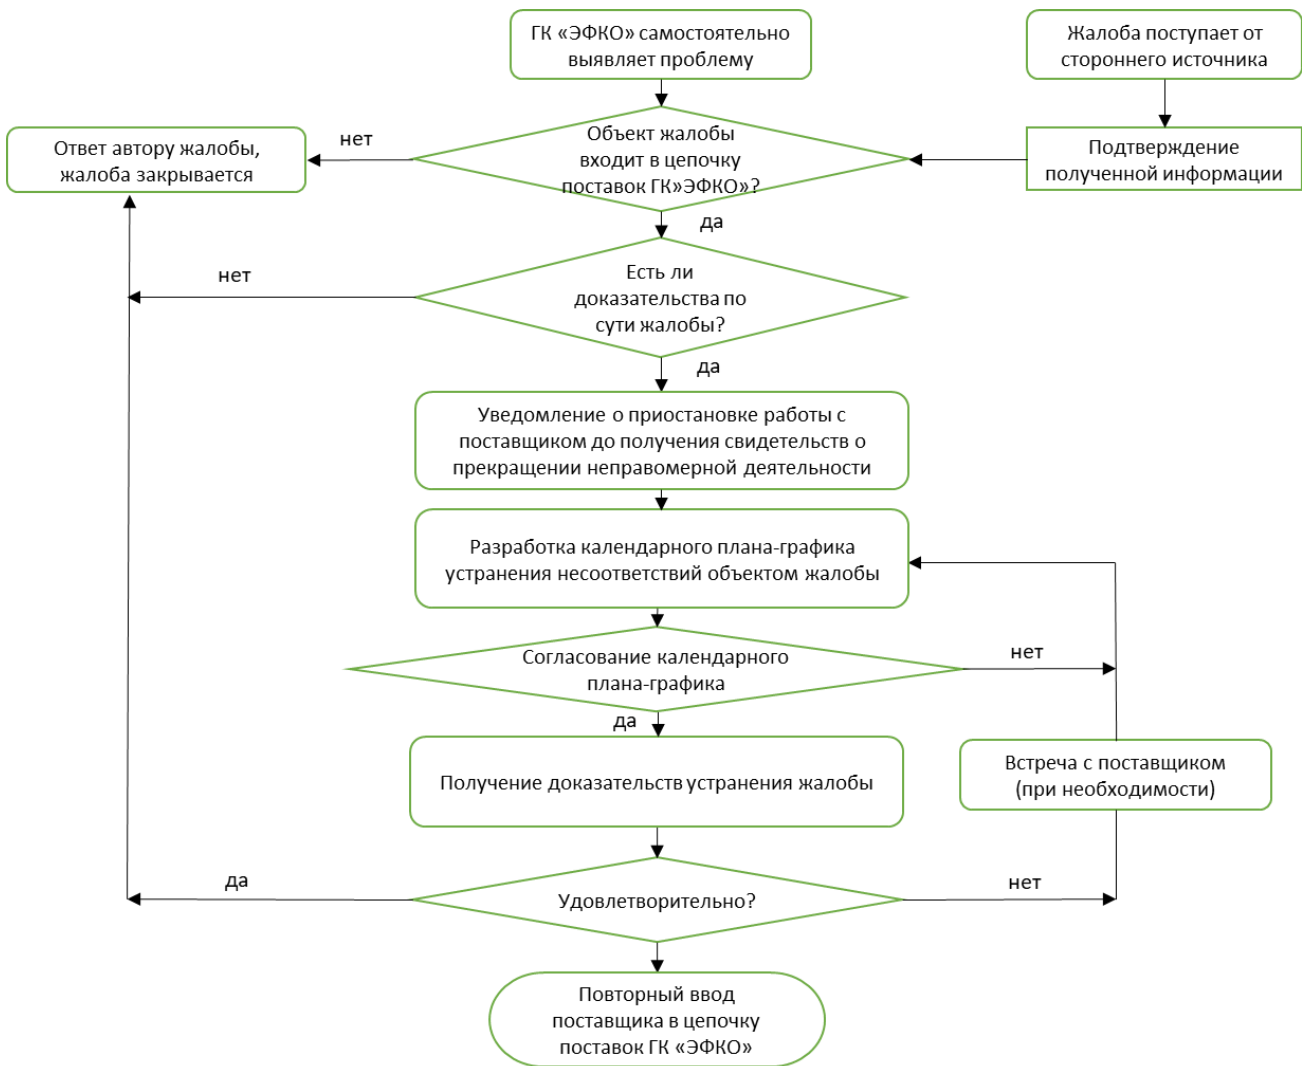 ГК «ЭФКО» самостоятельно
выявляет проблему
Жалоба поступает от
стороннего источника
Ответ автору жалобы,
жалоба закрывается
нет
Объект жалобы
входит в цепочку
поставок ГК»ЭФКО»?
Подтверждение
полученной информации
да
нет
Есть ли
доказательства по
сути жалобы?
да
Уведомление о приостановке работы с
поставщиком до получения свидетельств о
прекращении неправомерной деятельности
Разработка календарного плана-графика
устранения несоответствий объектом жалобы
Согласование календарного
плана-графика
нет
да
Получение доказательств устранения жалобы
Встреча с поставщиком
(при необходимости)
да
Удовлетворительно?
нет
Повторный ввод
поставщика в цепочку
поставок ГК «ЭФКО»